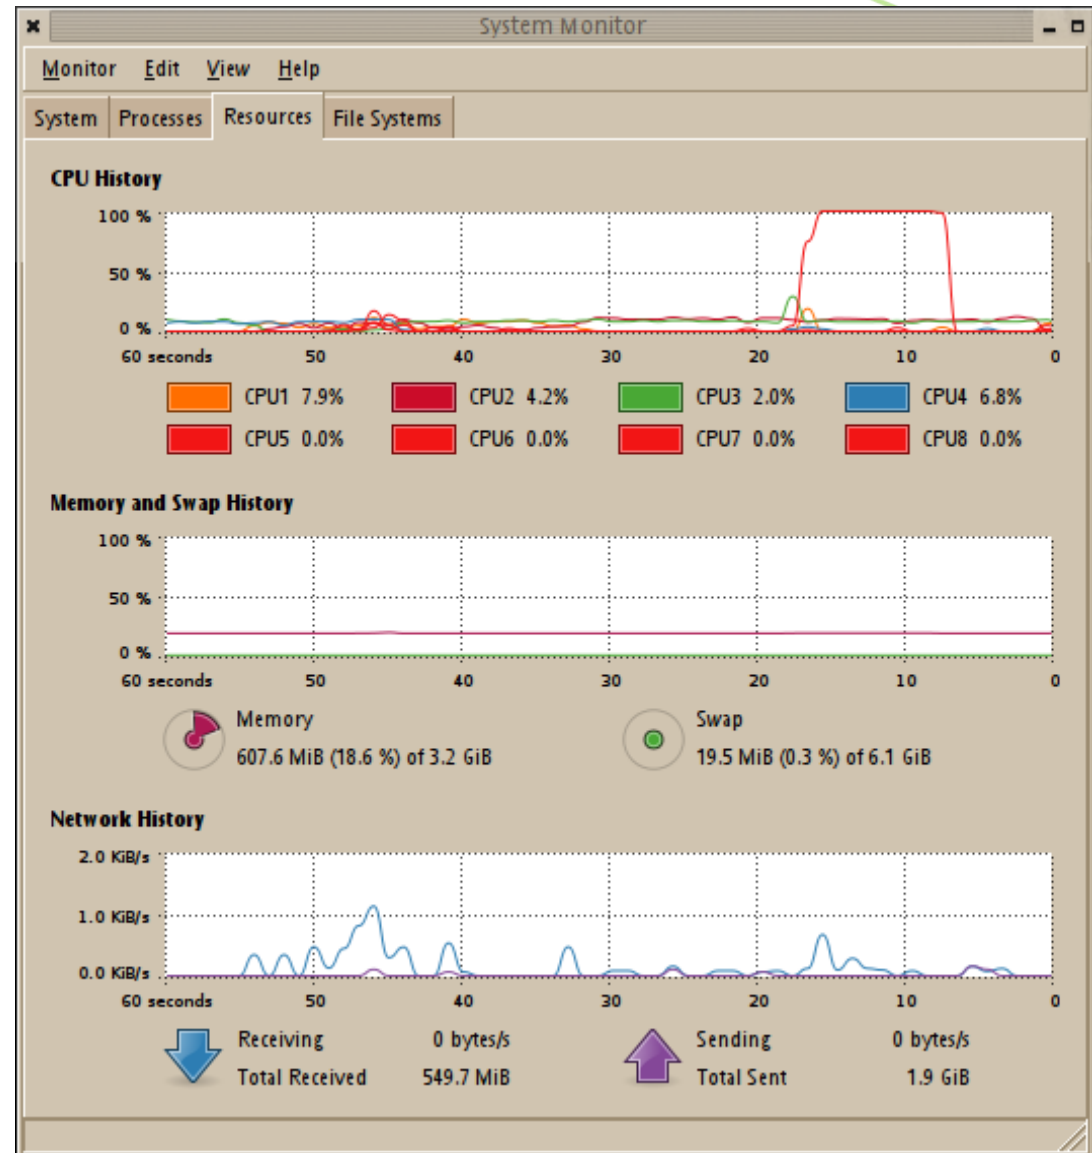 System Monitor
Monitor Edit View Help
System Processes Resources File Systems
CPU History
100 %
50 %
0 %
60 seconds 50 40 30 20 10 0
CPU1 7.9% CPU2 4.2% CPU3 2.0% CPU4 6.8%
CPU5 0.0% CPU6 0.0% CPU7 0.0% CPU8 0.0%
Memory and Swap History
100 %
50 %
0 %
60 seconds 50 40 30 20 10 0
Memory Swap
607.6 MiB (18.6 %) of 3.2 GiB 19.5 MiB (0.3 %) of 6.1 GiB
Network History
2.0 KiB/s
1.0 KiB/s
0.0 KiB/s
60 seconds 50 40 30 20 10 0
Receiving 0 bytes/s Sending 0 bytes/s
Total Received 549.7 MiB Total Sent 1.9 GiB